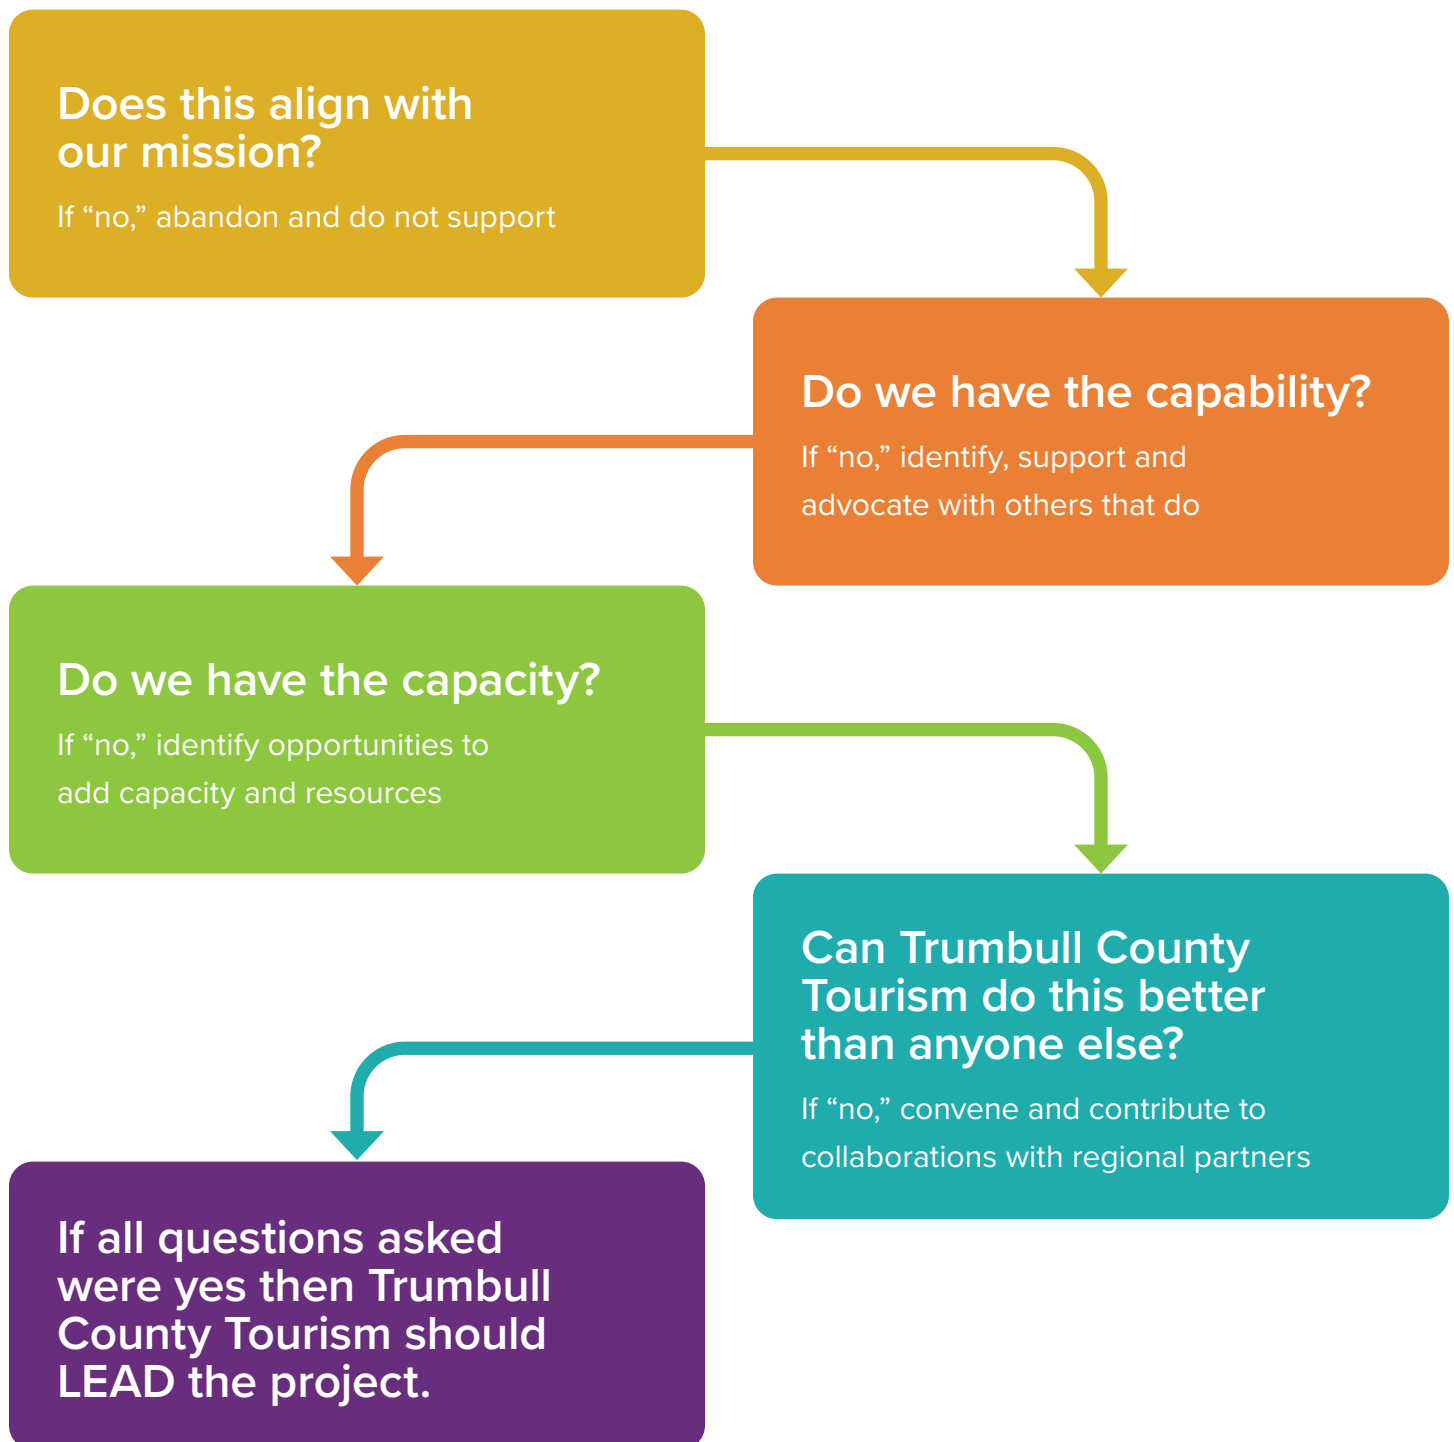 Does this align with
our mission?
If “no,” abandon and do not support
Do we have the capability?
If “no,” identify, support and
advocate with others that do
Do we have the capacity?
If “no,” identify opportunities to
add capacity and resources
Can Trumbull County
Tourism do this better
than anyone else?
If “no,” convene and contribute to
collaborations with regional partners
If all questions asked
were yes then Trumbull
County Tourism should
LEAD the project.